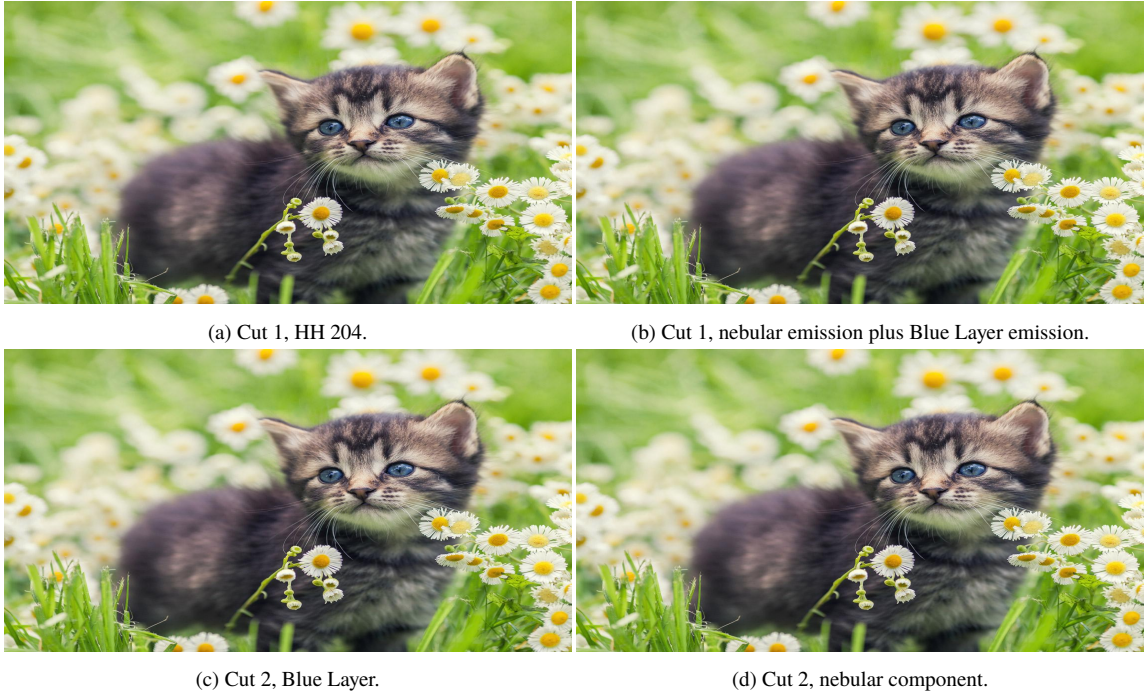 (a) Cut 1, HH 204.
(b) Cut 1, nebular emission plus Blue Layer emission.
(c) Cut 2, Blue Layer.
(d) Cut 2, nebular component.